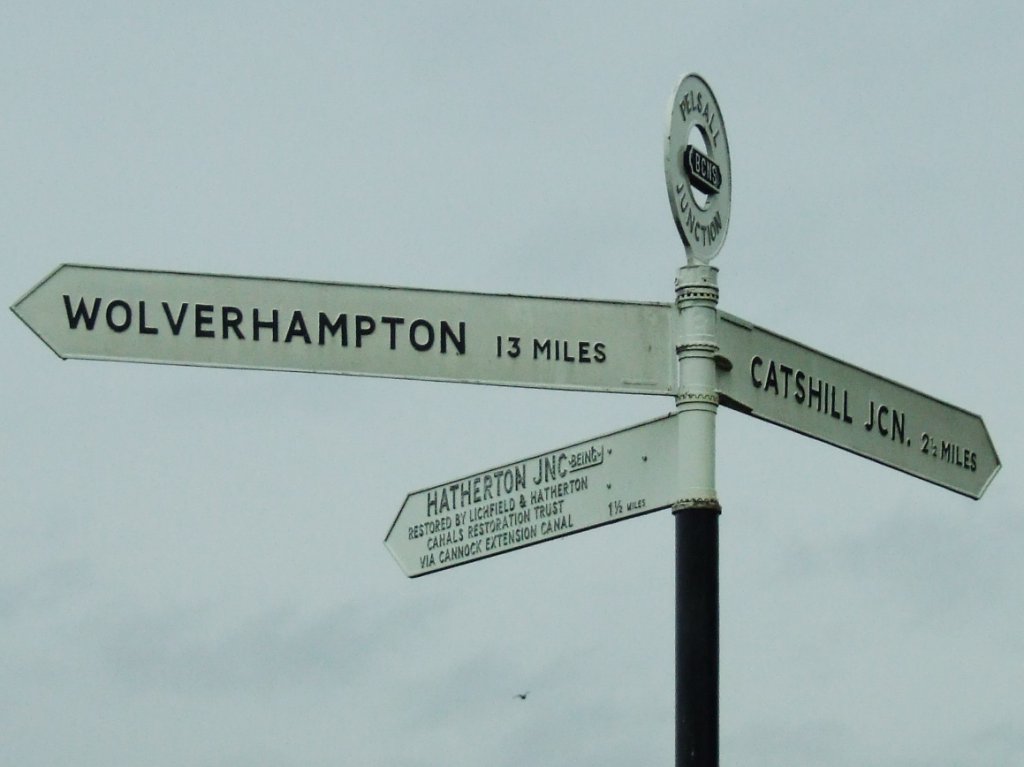 PELSALL
BCNS
JUNCTION
WOLVERHAMPTON 13 MILES
CATSHILL JCN. 2½ MILES
HATHERTON JNC BEING
RESTORED BY LICHFIELD & HATHERTON
CANALS RESTORATION TRUST 1½ MILES
VIA CANNOCK EXTENSION CANAL